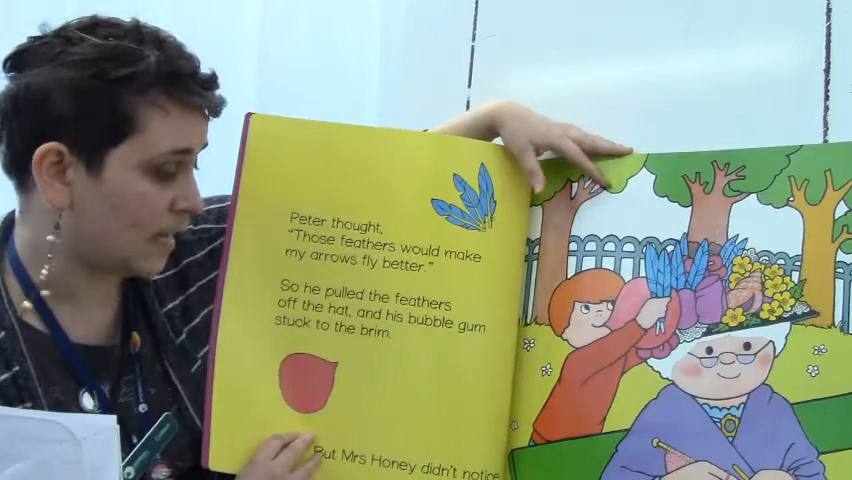 Peter thought,
"Those feathers would make
my arrows fly better."
So he pulled the feathers
off the hat, and his bubble gum
stuck to the brim.
But Mrs Honey didn't notice